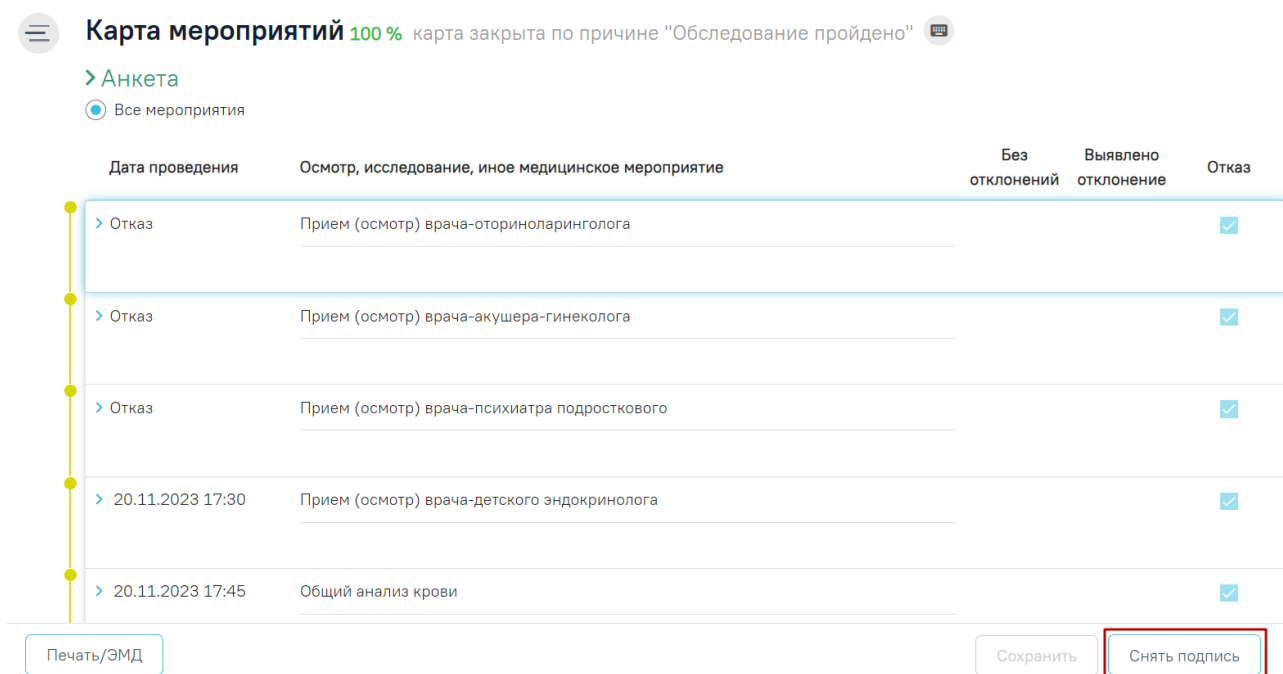 Карта мероприятий 100 % карта закрыта по причине "Обследование пройдено"
Анкета
Все мероприятия
Дата проведения Осмотр, исследование, иное медицинское мероприятие Без отклонений Выявлено отклонение Отказ
Отказ Прием (осмотр) врача-оториноларинголога
Отказ Прием (осмотр) врача-акушера-гинеколога
Отказ Прием (осмотр) врача-психиатра подросткового
20.11.2023 17:30 Прием (осмотр) врача-детского эндокринолога
20.11.2023 17:45 Общий анализ крови
Печать/ЭМД Сохранить Снять подпись